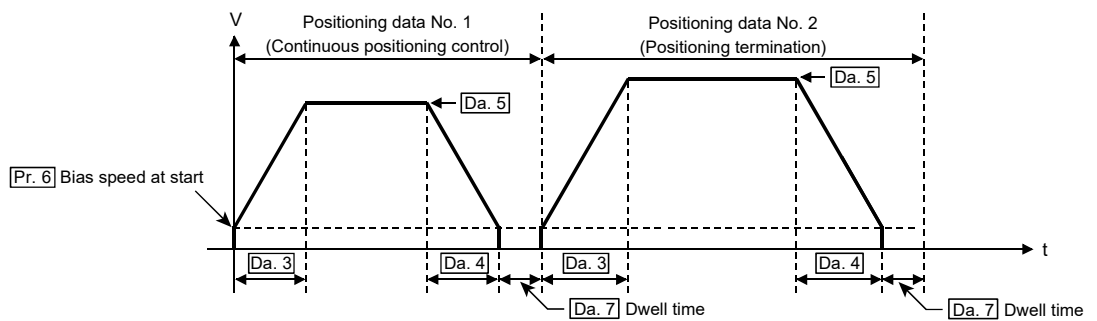 V
Positioning data No. 1
(Continuous positioning control)
Positioning data No. 2
(Positioning termination)
Da. 5
Da. 5
Pr. 6 Bias speed at start
t
Da. 3
Da. 4
Da. 3
Da. 4
Da. 7 Dwell time
Da. 7 Dwell time